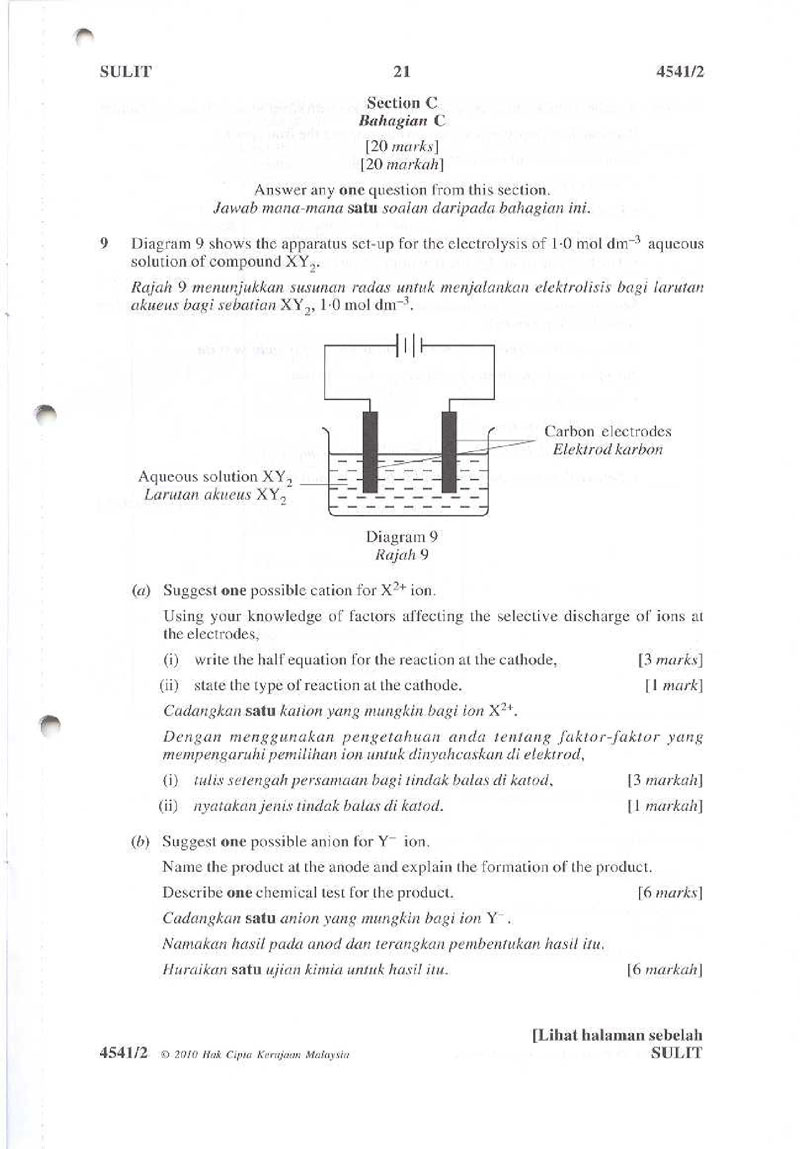 SULIT 21 4541/2
Section C
Bahagian C
[20 marks]
[20 markah]
Answer any one question from this section.
Jawab mana-mana satu soalan daripada bahagian ini.
9 Diagram 9 shows the apparatus set-up for the electrolysis of 1·0 mol dm⁻³ aqueous
solution of compound XY₂.
Rajah 9 menunjukkan susunan radas untuk menjalankan elektrolisis bagi larutan
akueus bagi sebatian XY₂, 1·0 mol dm⁻³.
Carbon electrodes
Elektrod karbon
Aqueous solution XY₂
Larutan akueus XY₂
Diagram 9
Rajah 9
(a) Suggest one possible cation for X²⁺ ion.
Using your knowledge of factors affecting the selective discharge of ions at
the electrodes,
(i) write the half equation for the reaction at the cathode, [3 marks]
(ii) state the type of reaction at the cathode. [1 mark]
Cadangkan satu kation yang mungkin bagi ion X²⁺.
Dengan menggunakan pengetahuan anda tentang faktor-faktor yang
mempengaruhi pemilihan ion untuk dinyahcaskan di elektrod,
(i) tulis setengah persamaan bagi tindak balas di katod, [3 markah]
(ii) nyatakan jenis tindak balas di katod. [1 markah]
(b) Suggest one possible anion for Y⁻ ion.
Name the product at the anode and explain the formation of the product.
Describe one chemical test for the product. [6 marks]
Cadangkan satu anion yang mungkin bagi ion Y⁻.
Namakan hasil pada anod dan terangkan pembentukan hasil itu.
Huraikan satu ujian kimia untuk hasil itu. [6 markah]
[Lihat halaman sebelah
4541/2 © 2010 Hak Cipta Kerajaan Malaysia SULIT